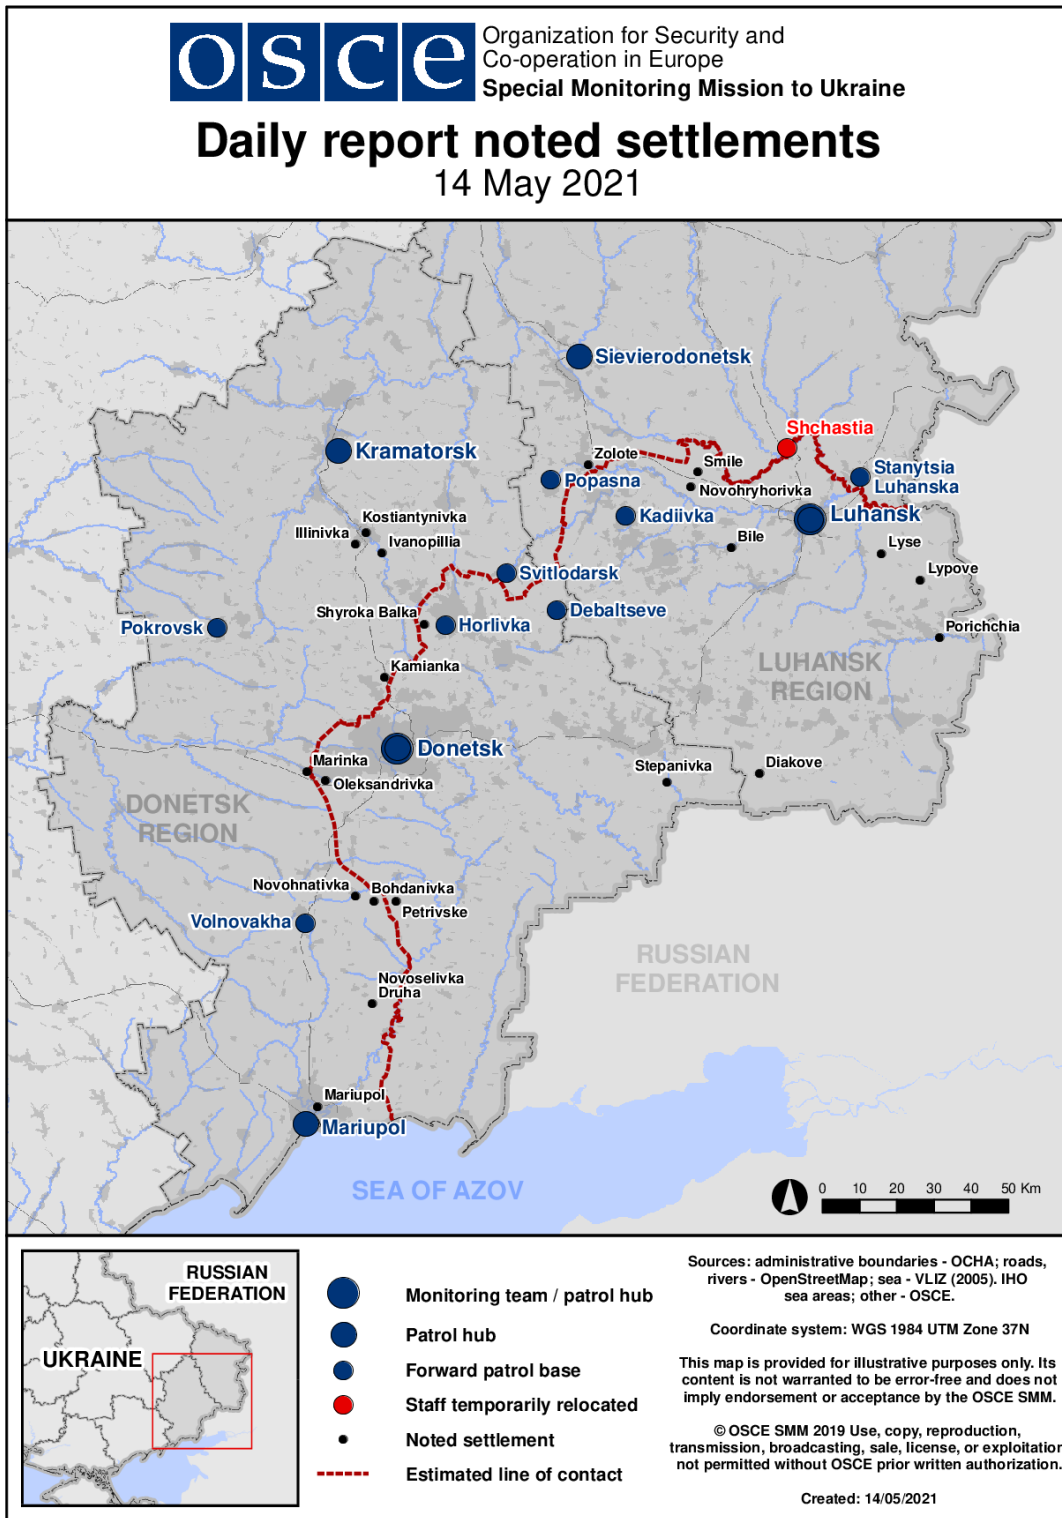 osce
Organization for Security and
Co-operation in Europe
Special Monitoring Mission to Ukraine
Daily report noted settlements
14 May 2021
Sievierodonetsk
Shchastia
Kramatorsk
Zolote
Smile
Stanytsia
Luhanska
Popasna
Novohryhorivka
Kadiivka
Luhansk
Kostiantynivka
Illinivka
Ivanopillia
Bile
Lyse
Svitlodarsk
Lypove
Shyroka Balka
Debaltseve
Pokrovsk
Horlivka
Porichchia
Kamianka
LUHANSK
REGION
Donetsk
Marinka
Stepanivka
Diakove
Oleksandrivka
DONETSK
REGION
Novohnativka
Bohdanivka
Petrivske
Volnovakha
RUSSIAN
FEDERATION
Novoselivka
Druha
Mariupol
Mariupol
SEA OF AZOV
0 10 20 30 40 50 Km
RUSSIAN
FEDERATION
UKRAINE
Monitoring team / patrol hub
Patrol hub
Forward patrol base
Staff temporarily relocated
Noted settlement
Estimated line of contact
Sources: administrative boundaries - OCHA; roads,
rivers - OpenStreetMap; sea - VLIZ (2005). IHO
sea areas; other - OSCE.
Coordinate system: WGS 1984 UTM Zone 37N
This map is provided for illustrative purposes only. Its
content is not warranted to be error-free and does not
imply endorsement or acceptance by the OSCE SMM.
© OSCE SMM 2019 Use, copy, reproduction,
transmission, broadcasting, sale, license, or exploitation
not permitted without OSCE prior written authorization.
Created: 14/05/2021